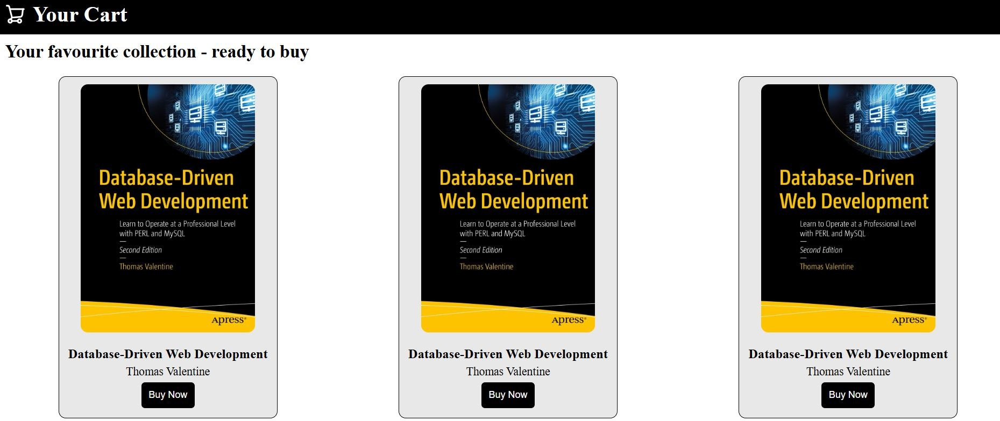 Your Cart
Your favourite collection - ready to buy
Database-Driven
Web Development
Learn to Operate at a Professional Level
with PERL and MySQL
Second Edition
Thomas Valentine
Apress®
Database-Driven Web Development
Thomas Valentine
Buy Now
Database-Driven
Web Development
Learn to Operate at a Professional Level
with PERL and MySQL
Second Edition
Thomas Valentine
Apress®
Database-Driven Web Development
Thomas Valentine
Buy Now
Database-Driven
Web Development
Learn to Operate at a Professional Level
with PERL and MySQL
Second Edition
Thomas Valentine
Apress®
Database-Driven Web Development
Thomas Valentine
Buy Now